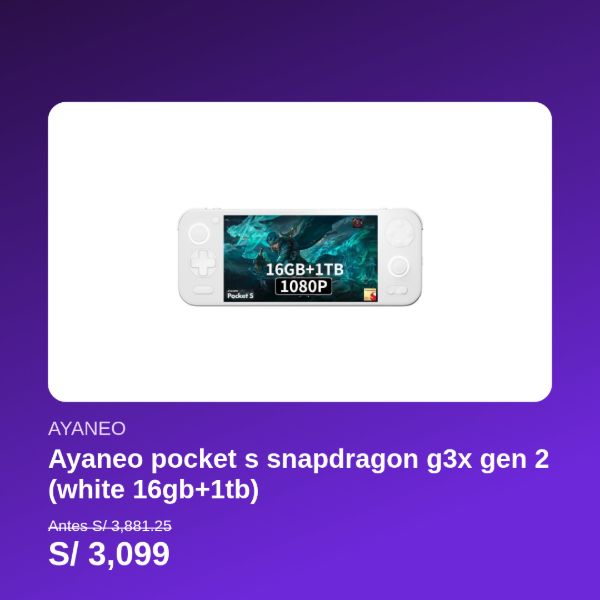 16GB+1TB
1080P
Pocket S
AYANEO
Ayaneo pocket s snapdragon g3x gen 2
(white 16gb+1tb)
Antes S/ 3,881.25
S/ 3,099